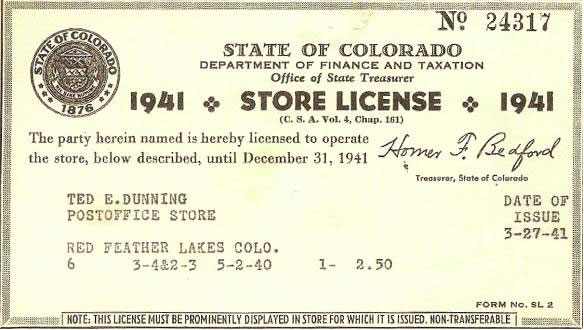 Nº 24317
STATE OF COLORADO
1876
STATE OF COLORADO
DEPARTMENT OF FINANCE AND TAXATION
Office of State Treasurer
1941 STORE LICENSE 1941
(C. S. A. Vol. 4, Chap. 161)
The party herein named is hereby licensed to operate
the store, below described, until December 31, 1941
Homer F. Bedford
Treasurer, State of Colorado
TED E.DUNNING
POSTOFFICE STORE
RED FEATHER LAKES COLO.
6 3-4&2-3 5-2-40 1- 2.50
DATE OF
ISSUE
3-27-41
FORM No. SL 2
NOTE: THIS LICENSE MUST BE PROMINENTLY DISPLAYED IN STORE FOR WHICH IT IS ISSUED. NON-TRANSFERABLE